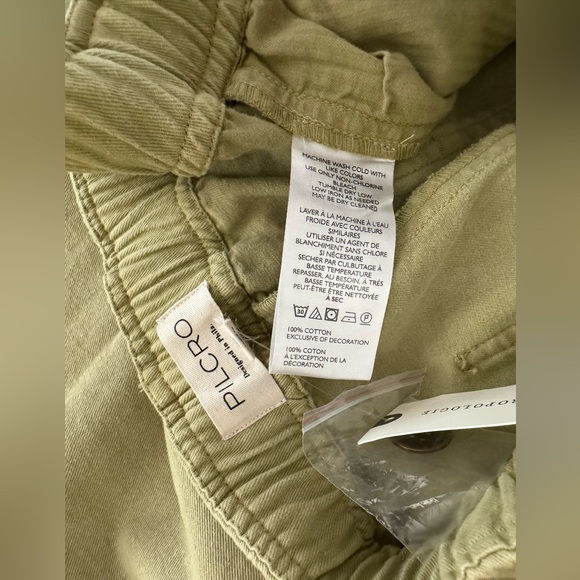 MACHINE WASH COLD WITH
LIKE COLORS
USE ONLY NON-CHLORINE
BLEACH
TUMBLE DRY LOW
LOW IRON AS NEEDED
MAY BE DRY CLEANED
LAVER À LA MACHINE À L'EAU
FROIDE AVEC COULEURS
SIMILAIRES
UTILISER UN AGENT DE
BLANCHIMENT SANS CHLORE
SI NÉCESSAIRE
SECHER PAR CULBUTAGE À
BASSE TEMPÉRATURE
REPASSER, AU BESOIN, À TRÈS
BASSE TEMPÉRATURE
PEUT-ÊTRE ÊTRE NETTOYÉE
À SEC
30
P
100% COTTON
EXCLUSIVE OF DECORATION
100% COTON
À L'EXCEPTION DE LA
DÉCORATION
PILCRO
Designed in Phila.
ROPOLOGIE